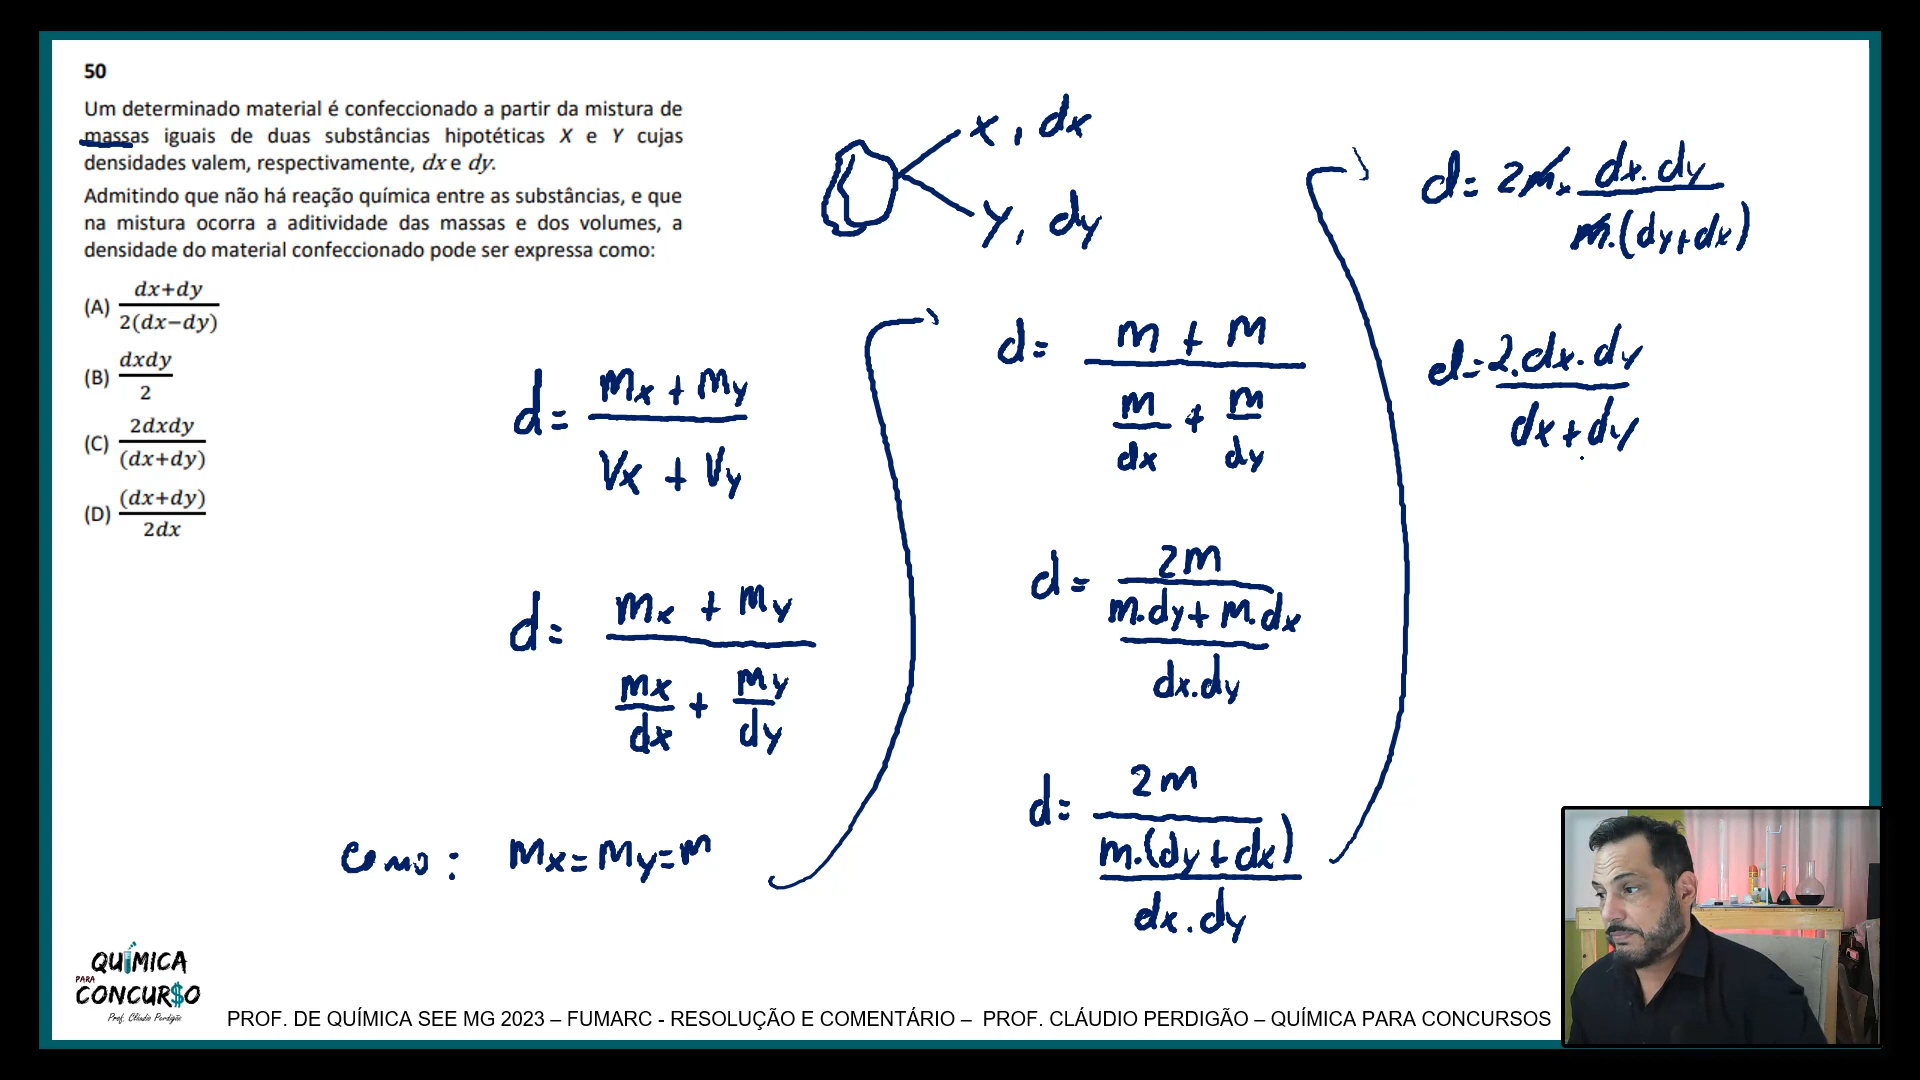 50
Um determinado material é confeccionado a partir da mistura de
massas iguais de duas substâncias hipotéticas X e Y cujas
densidades valem, respectivamente, dx e dy.
Admitindo que não há reação química entre as substâncias, e que
na mistura ocorra a aditividade das massas e dos volumes, a
densidade do material confeccionado pode ser expressa como:
(A) dx+dy
2(dx−dy)
(B) dxdy
2
(C) 2dxdy
(dx+dy)
(D) (dx+dy)
2dx
x, dx
y, dy
d= mx + my
Vx + Vy
d= mx + my
mx + my
dx dy
como: mx=my=m
d= m + m
m + m
dx dy
d= 2m
m.dy+m.dx
dx.dy
d= 2m
m.(dy+dx)
dx.dy
d= 2m x dx.dy
m.(dy+dx)
d=2.dx.dy
dx+dy
QUÍMICA
PARA
CONCUR$O
Prof. Cláudio Perdigão
PROF. DE QUÍMICA SEE MG 2023 – FUMARC - RESOLUÇÃO E COMENTÁRIO – PROF. CLÁUDIO PERDIGÃO – QUÍMICA PARA CONCURSOS